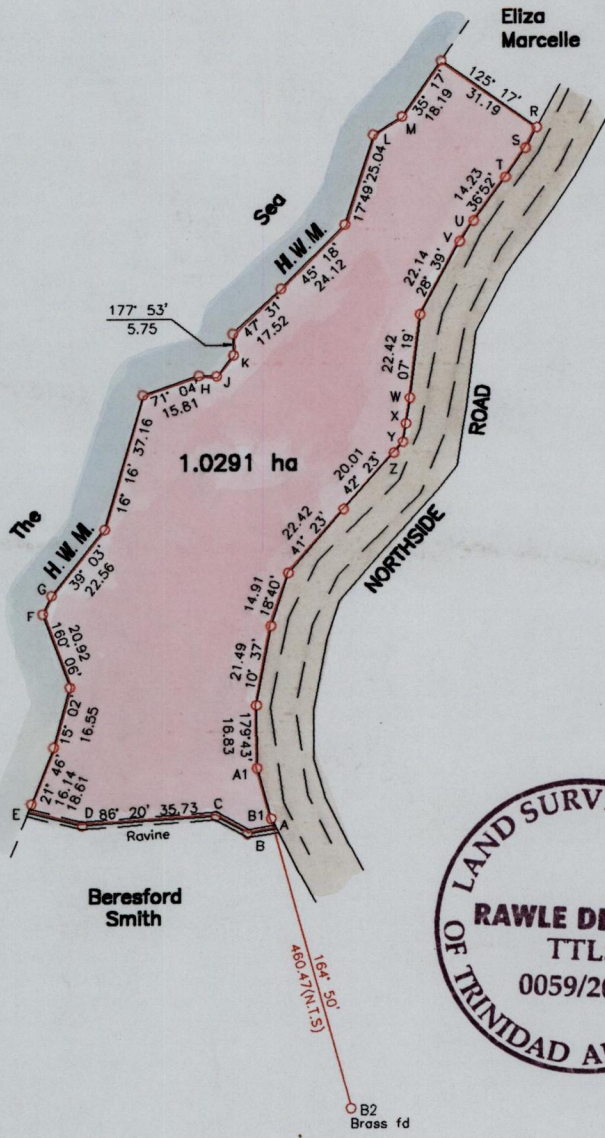 Eliza
Marcelle
125° 17'
31.19
R
S
T
U
V
35° 17'
18.19
M
L
17°49'
25.04
14.23
36°52'
22.14
28° 39'
22.42
07° 19'
W
X
Y
Z
Sea
H.W.M.
45° 18'
24.12
47° 31'
17.52
177° 53'
5.75
K
J
H
71° 04
15.81
16° 16' 37.16
1.0291 ha
20.01
42° 23'
22.42
41° 23'
ROAD
NORTHSIDE
The
H.W.M.
39° 03'
22.56
G
F
20.92
160° 06'
15° 02'
16.55
21° 46'
16.14
18.61
14.91
18°40'
21.49
10° 37'
179°43'
16.83
A1
B1
A
B
C
D
E
86° 20' 35.73
Ravine
Beresford
Smith
164° 50'
460.47(N.T.S)
B2
Brass fd
LAND SURV
RAWLE DE
TTL
0059/20
OF TRINIDAD A